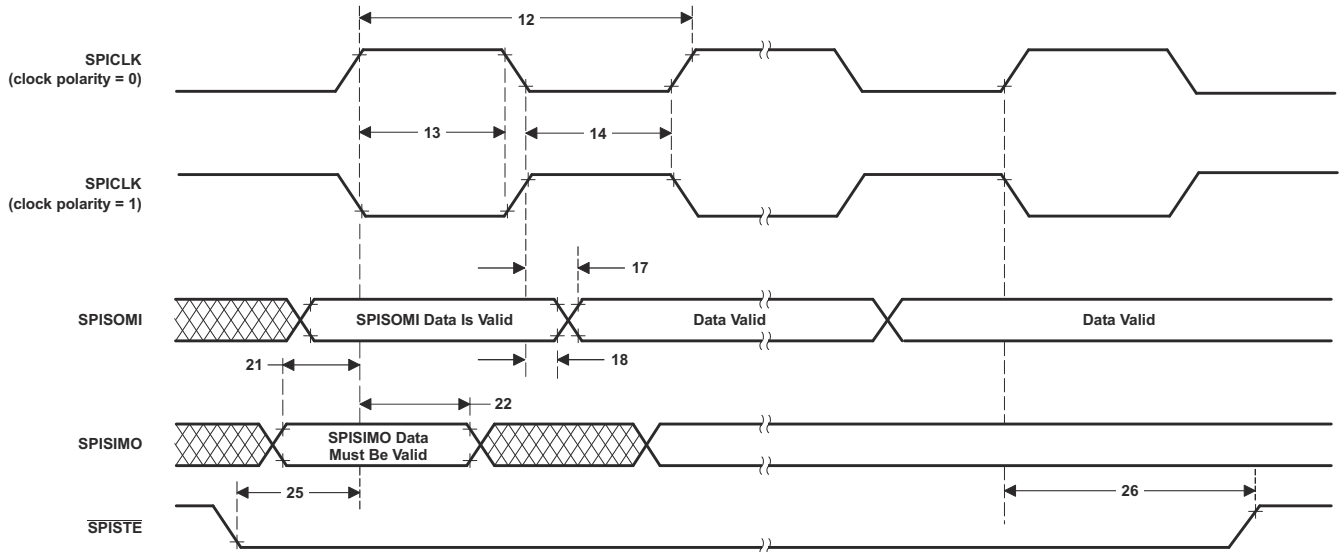 12
SPICLK
(clock polarity = 0)
13
14
SPICLK
(clock polarity = 1)
17
SPISOMI
SPISOMI Data Is Valid
Data Valid
Data Valid
21
18
22
SPISIMO
SPISIMO Data
Must Be Valid
25
26
SPISTE